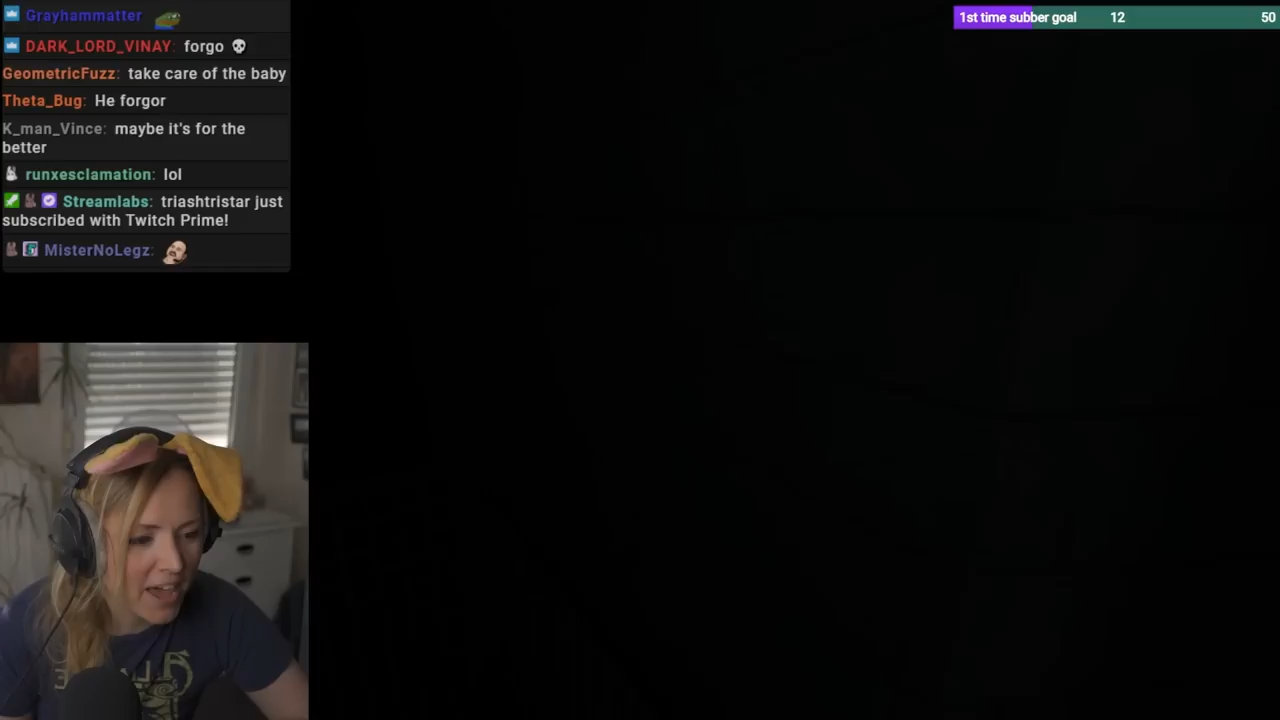 Grayhammatter
DARK_LORD_VINAY: forgo 💀
GeometricFuzz: take care of the baby
Theta_Bug: He forgor
K_man_Vince: maybe it's for the
better
runxesclamation: lol
Streamlabs: triashtristar just
subscribed with Twitch Prime!
MisterNoLegz:
1st time subber goal 12 50